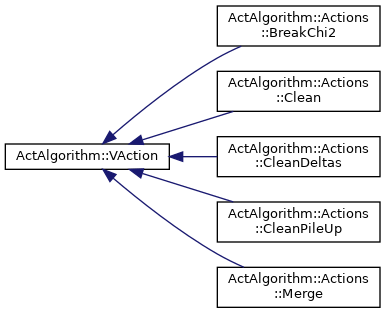 ActAlgorithm::VAction
ActAlgorithm::Actions
::BreakChi2
ActAlgorithm::Actions
::Clean
ActAlgorithm::Actions
::CleanDeltas
ActAlgorithm::Actions
::CleanPileUp
ActAlgorithm::Actions
::Merge